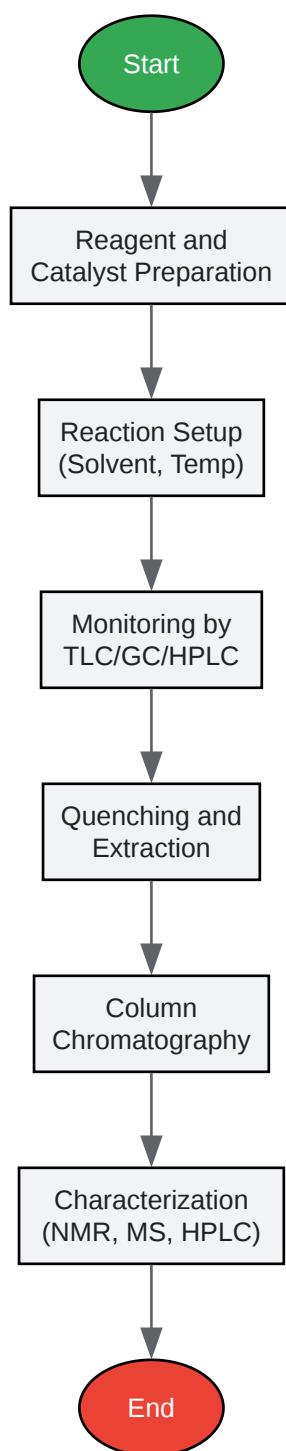 Start
Reagent and
Catalyst Preparation
Reaction Setup
(Solvent, Temp)
Monitoring by
TLC/GC/HPLC
Quenching and
Extraction
Column
Chromatography
Characterization
(NMR, MS, HPLC)
End